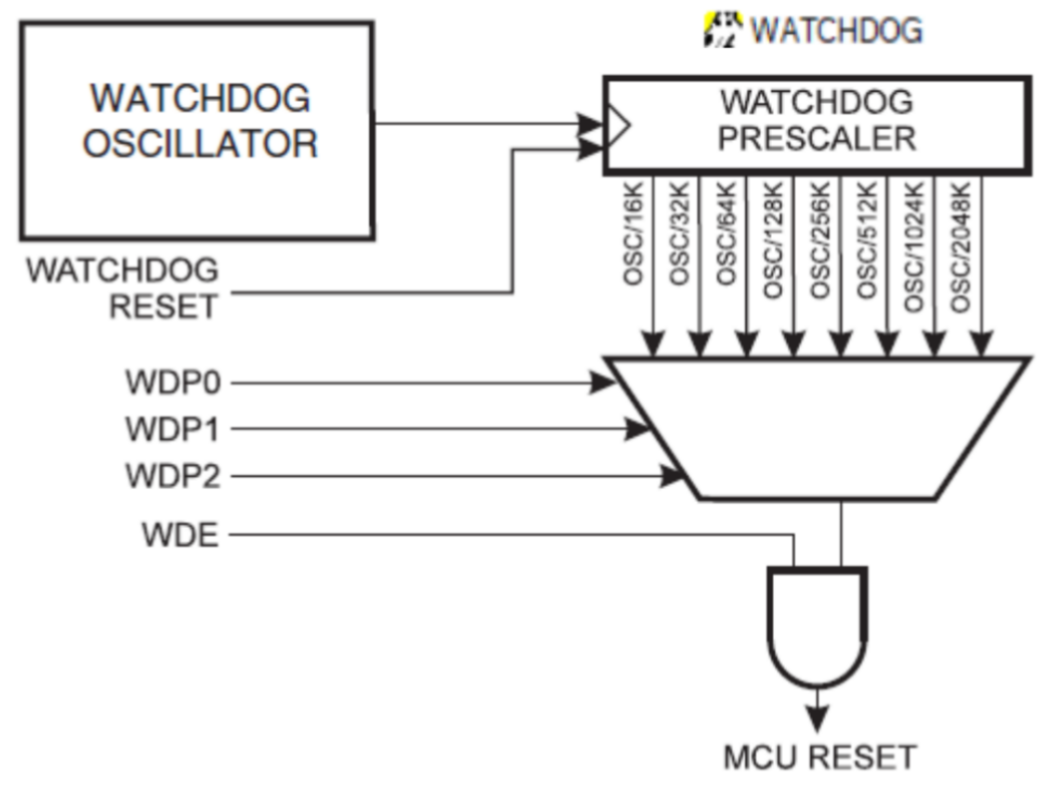 WATCHDOG
WATCHDOG
OSCILLATOR
WATCHDOG
PRESCALER
OSC/16K
OSC/32K
OSC/64K
OSC/128K
OSC/256K
OSC/512K
OSC/1024K
OSC/2048K
WATCHDOG
RESET
WDP0
WDP1
WDP2
WDE
MCU RESET